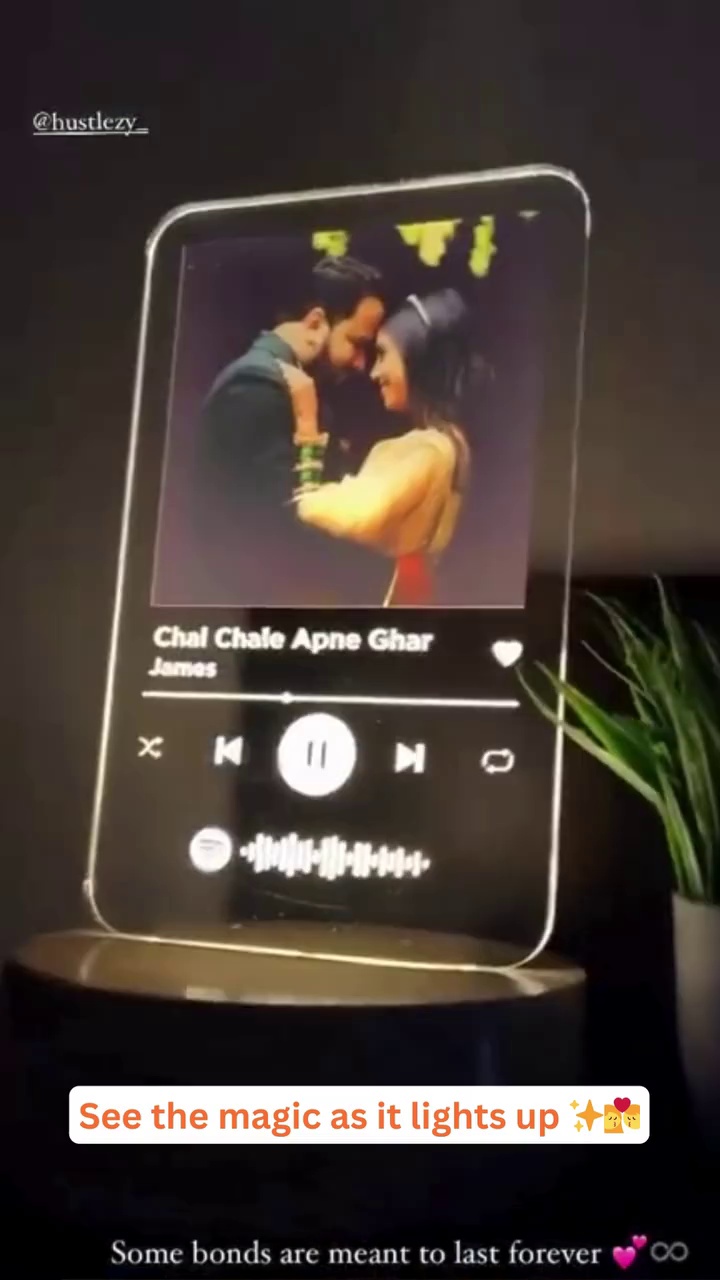 @hustlezy_
Chal Chale Apne Ghar
James
See the magic as it lights up ✨💏
Some bonds are meant to last forever 💕♾